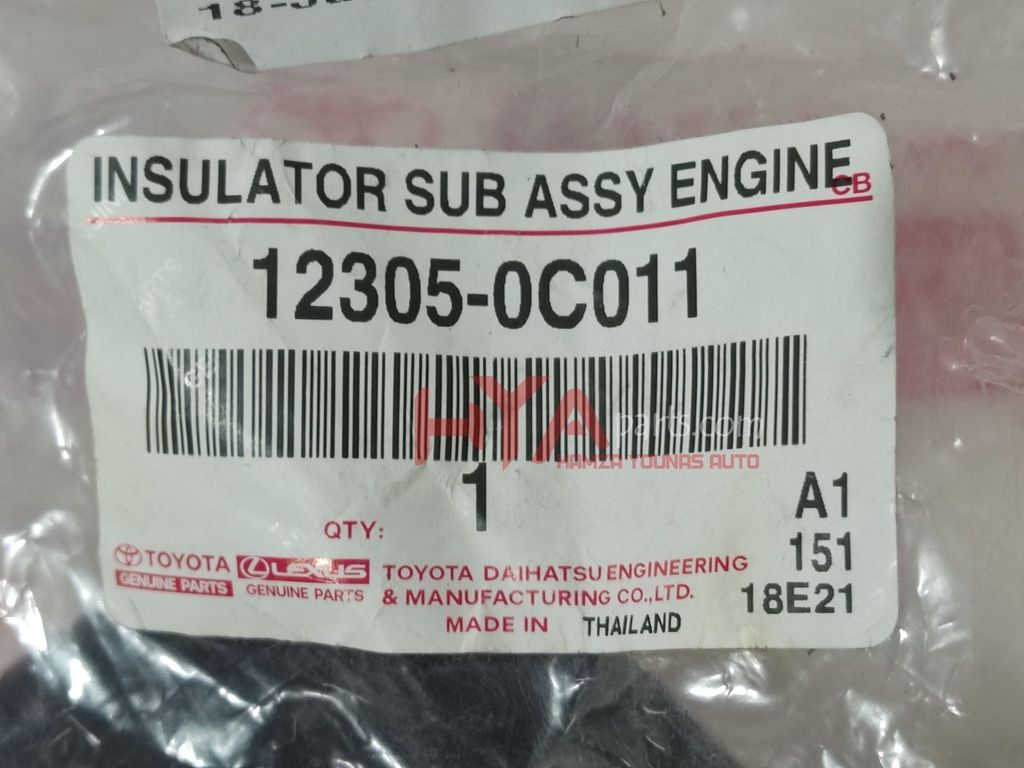 INSULATOR SUB ASSY ENGINE
CB
12305-0C011
HYA parts.com
HAMZA YOUNAS AUTO
1
QTY:
A1
151
18E21
TOYOTA
GENUINE PARTS
LEXUS
GENUINE PARTS
TOYOTA DAIHATSU ENGINEERING
& MANUFACTURING CO.,LTD.
MADE IN THAILAND